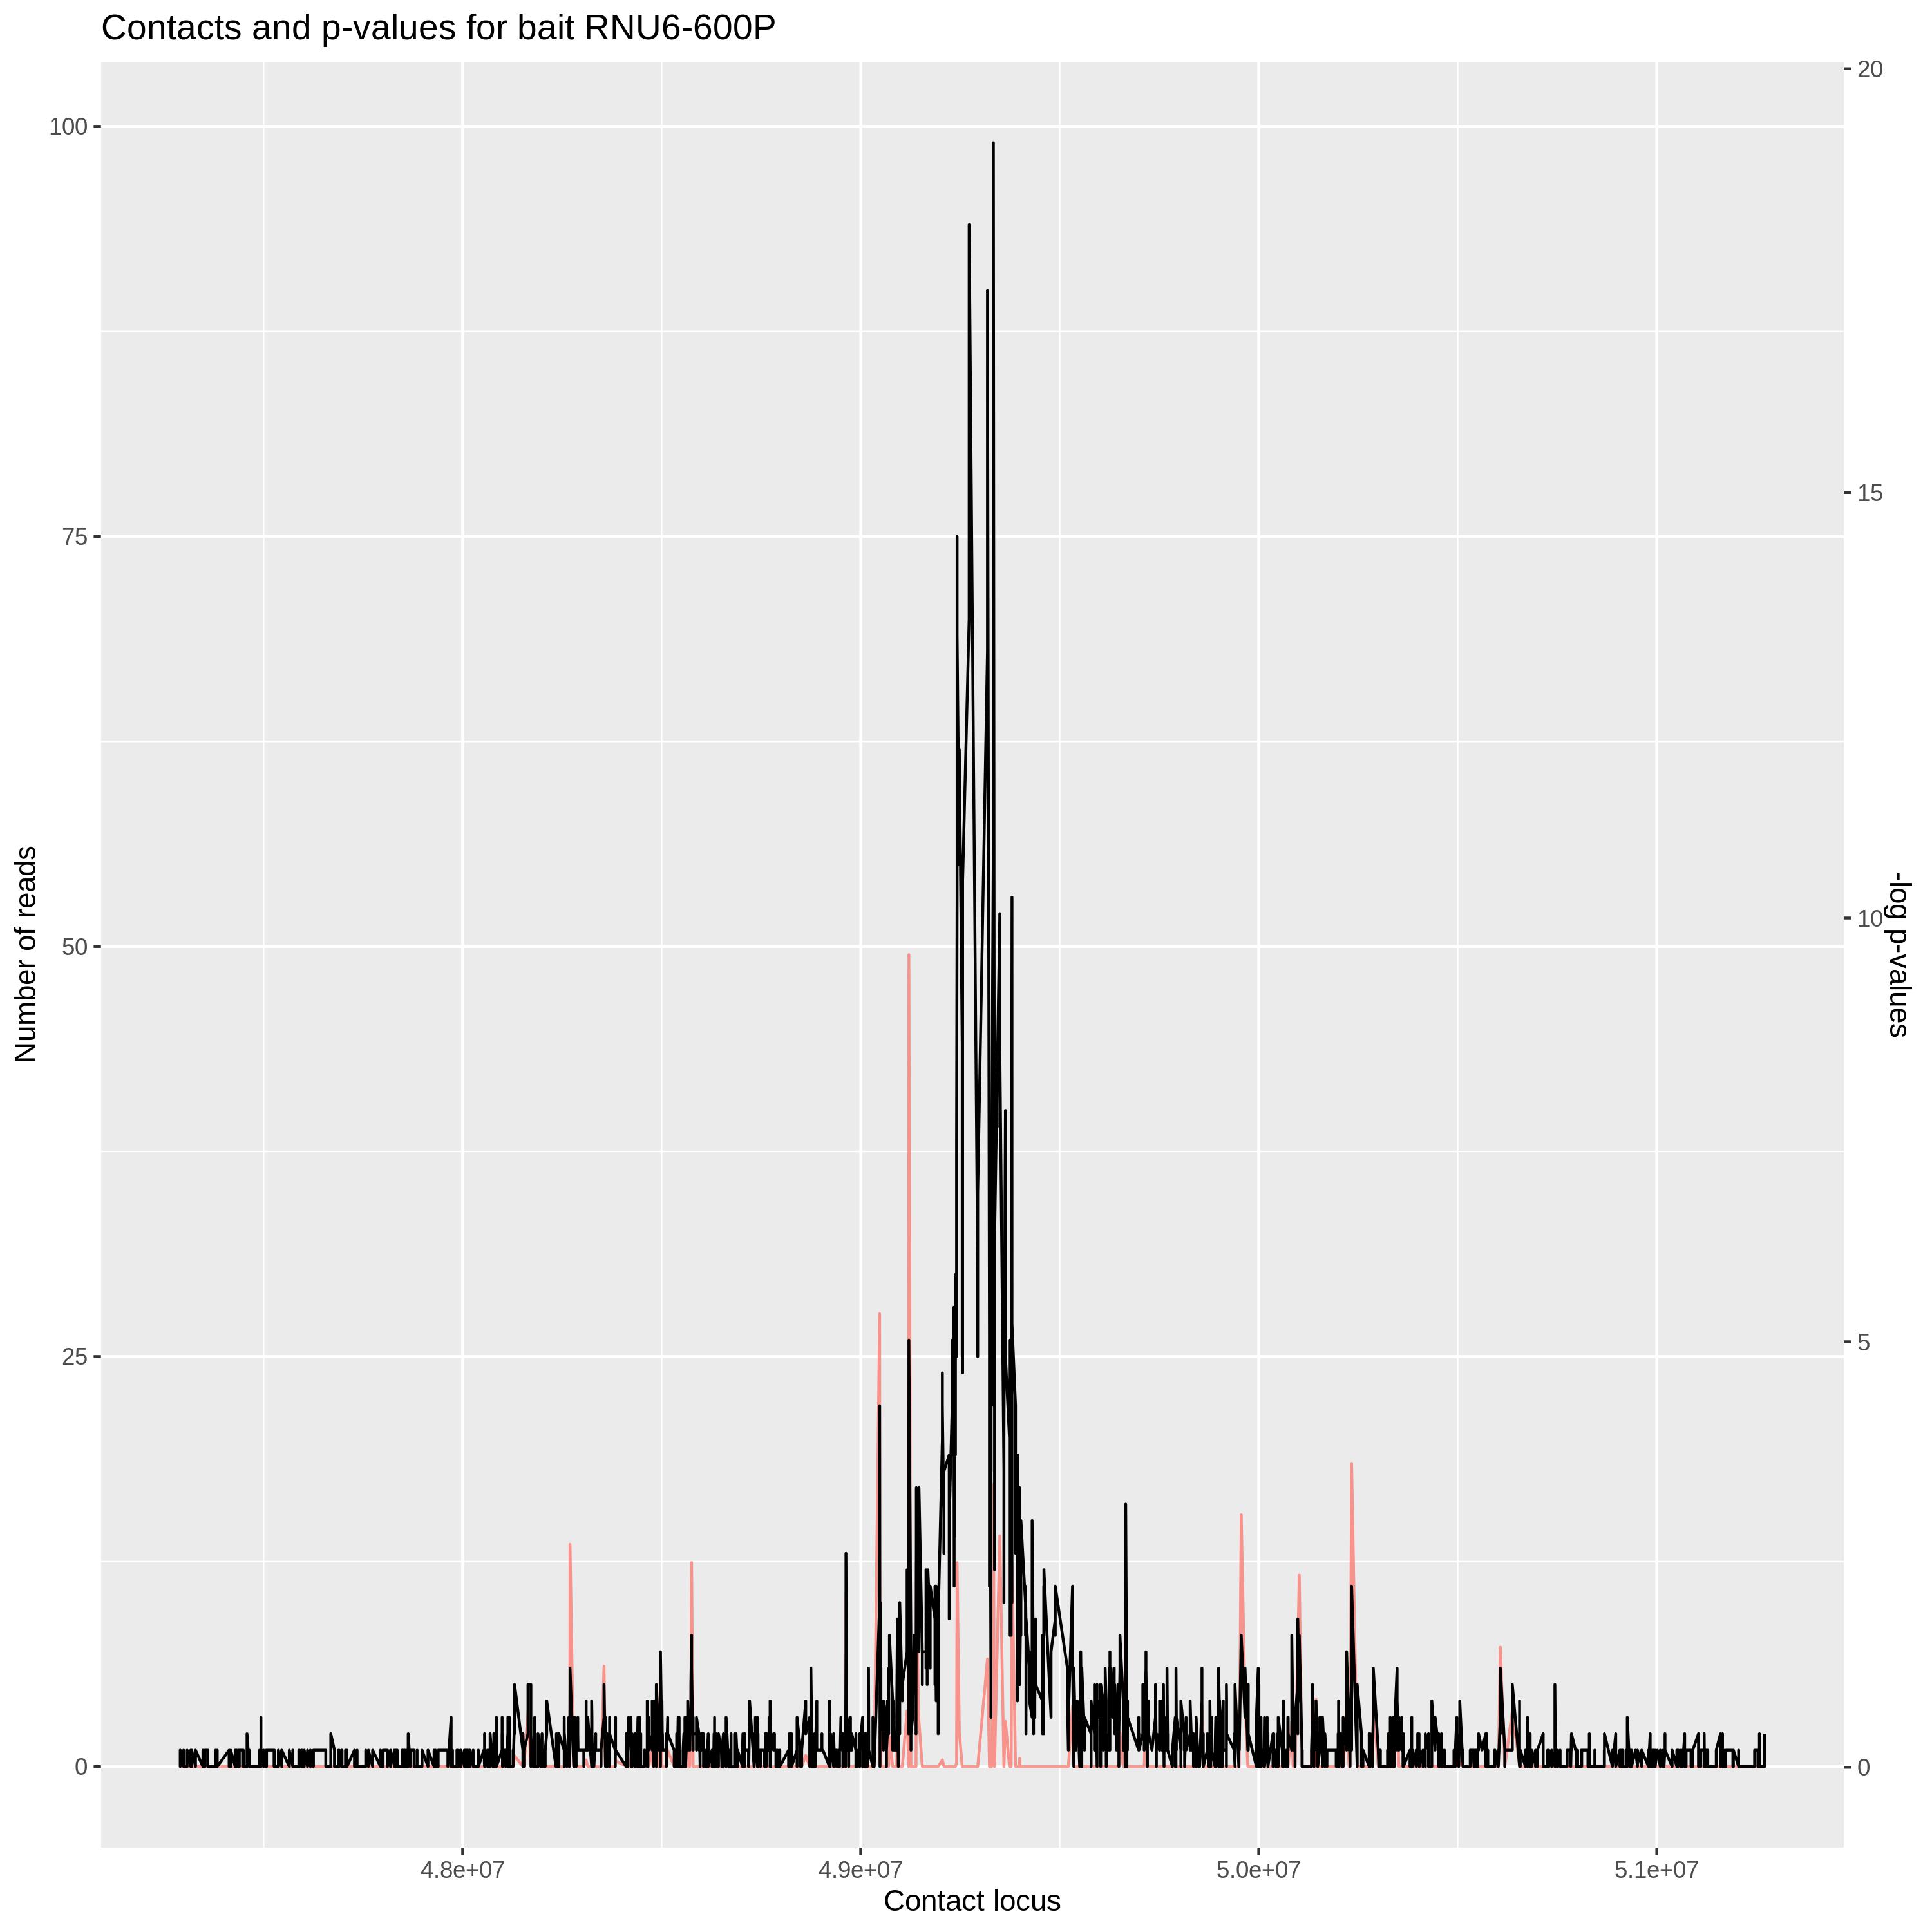 Contacts and p-values for bait RNU6-600P
100
75
50
25
0
Number of reads
20
15
10
5
0
-log p-values
4.8e+07
4.9e+07
5.0e+07
5.1e+07
Contact locus